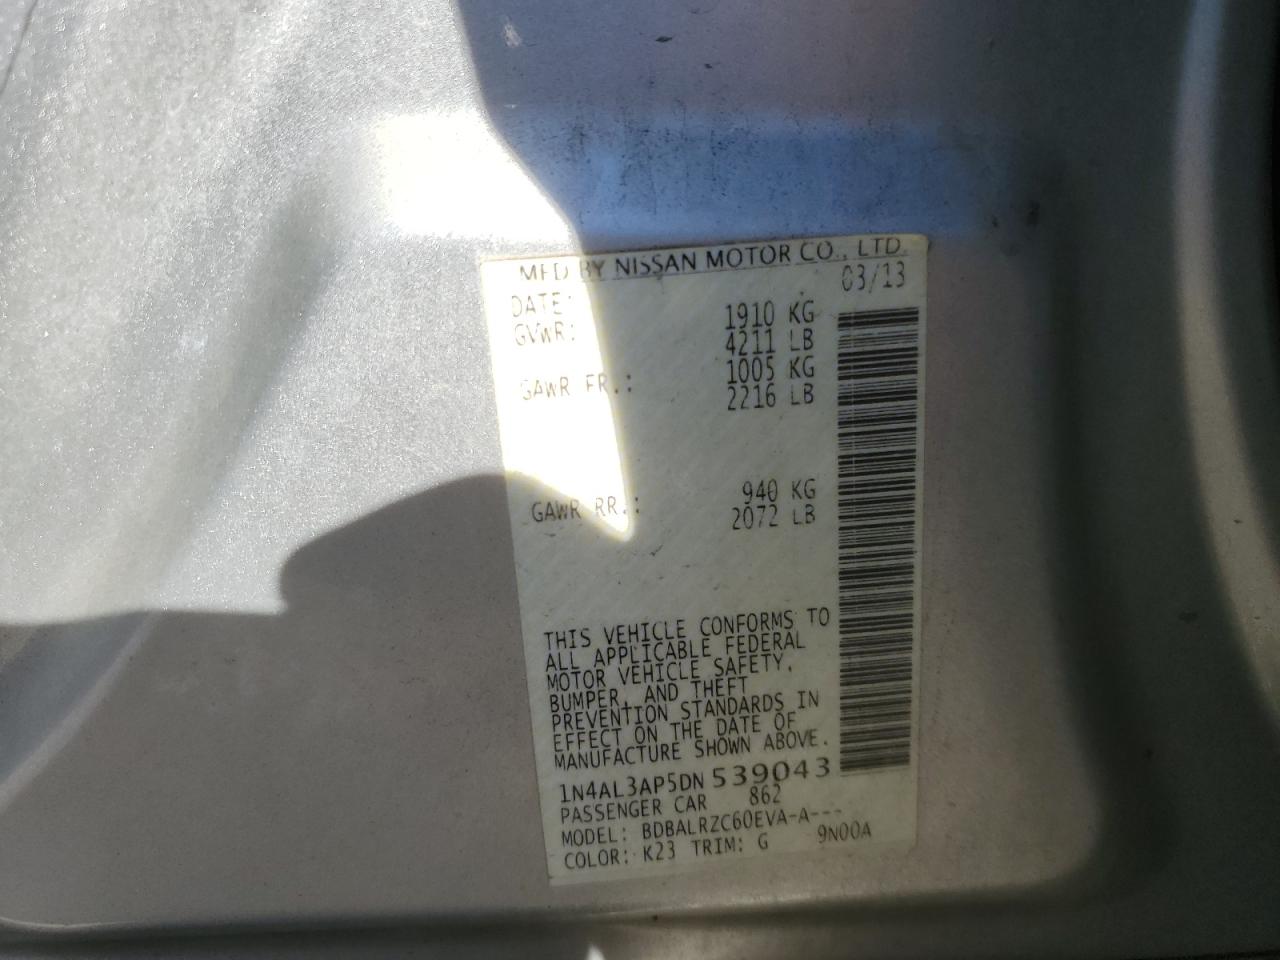 MFD BY NISSAN MOTOR CO., LTD.
DATE: 03/13
GVWR: 1910 KG
4211 LB
GAWR FR.: 1005 KG
2216 LB
GAWR RR.: 940 KG
2072 LB
THIS VEHICLE CONFORMS TO
ALL APPLICABLE FEDERAL
MOTOR VEHICLE SAFETY,
BUMPER, AND THEFT
PREVENTION STANDARDS IN
EFFECT ON THE DATE OF
MANUFACTURE SHOWN ABOVE.
1N4AL3AP5DN539043
PASSENGER CAR 862
MODEL: BDBALRZC60EVA-A---
COLOR: K23 TRIM: G 9N00A